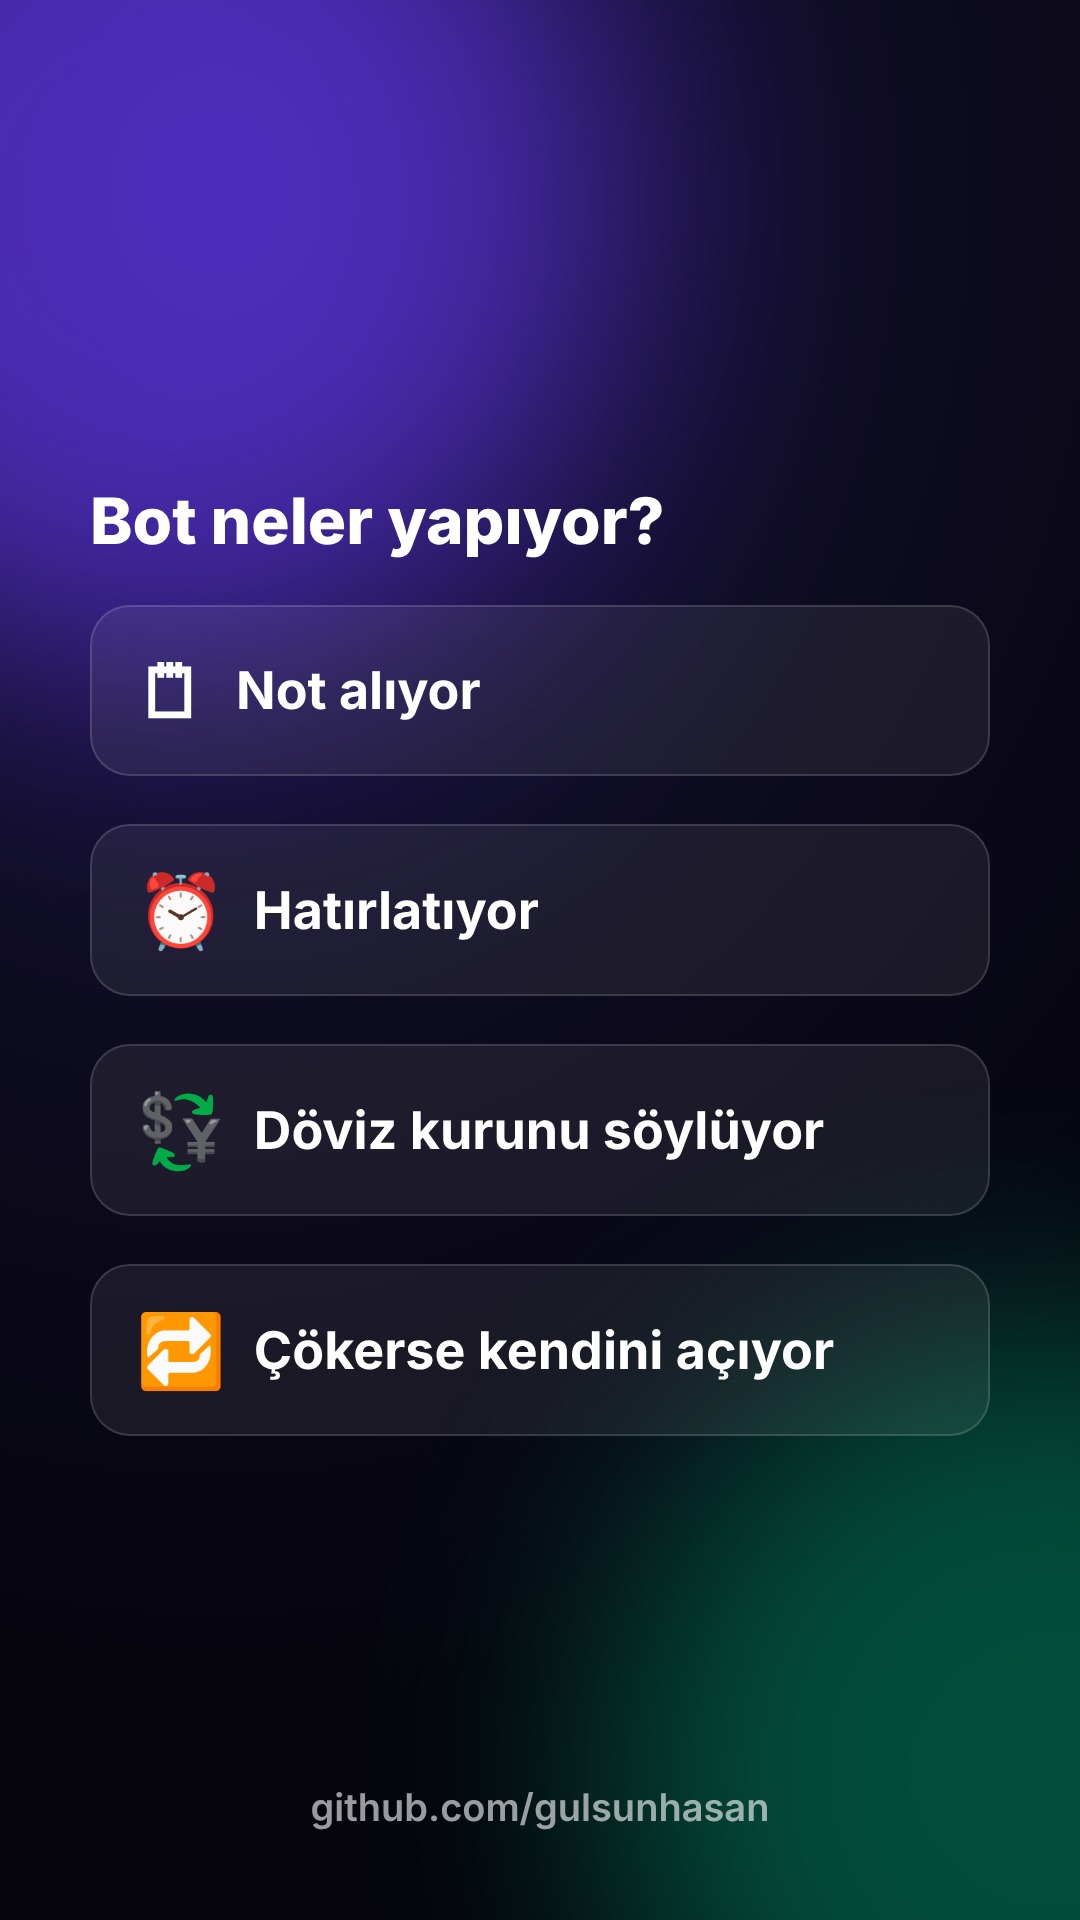 Bot neler yapıyor?
Not alıyor
Hatırlatıyor
Döviz kurunu söylüyor
Çökerse kendini açıyor
github.com/gulsunhasan